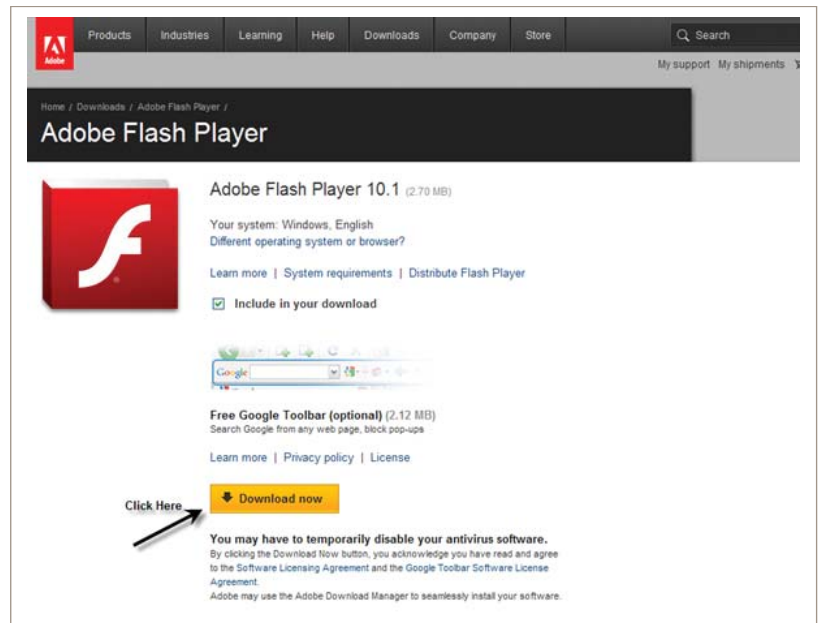 Products Industries Learning Help Downloads Company Store Search
Adobe
My support My shipments
Home / Downloads / Adobe Flash Player /
Adobe Flash Player
Adobe Flash Player 10.1 (2.70 MB)
Your system: Windows, English
Different operating system or browser?
Learn more | System requirements | Distribute Flash Player
Include in your download
Google
Free Google Toolbar (optional) (2.12 MB)
Search Google from any web page, block pop-ups
Learn more | Privacy policy | License
Click Here
Download now
You may have to temporarily disable your antivirus software.
By clicking the Download Now button, you acknowledge you have read and agree
to the Software Licensing Agreement and the Google Toolbar Software License
Agreement.
Adobe may use the Adobe Download Manager to seamlessly install your software.